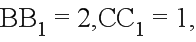 BB₁ = 2,CC₁ = 1,